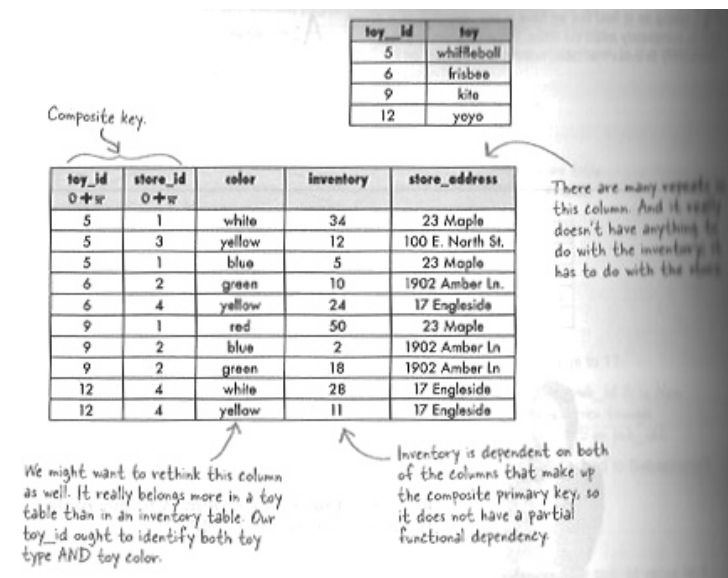 toy_id toy
5 whiffleball
6 frisbee
9 kite
12 yoyo
Composite key.
toy_id store_id color inventory store_address
5 1 white 34 23 Maple
5 3 yellow 12 100 E. North St.
5 1 blue 5 23 Maple
6 2 green 10 1902 Amber Ln.
6 4 yellow 24 17 Engleside
9 1 red 50 23 Maple
9 2 blue 2 1902 Amber Ln
9 2 green 18 1902 Amber Ln
12 4 white 28 17 Engleside
12 4 yellow 11 17 Engleside
There are many repeats
this column. And it really
doesn't have anything to
do with the inventory, it
has to do with the store
We might want to rethink this column
as well. It really belongs more in a toy
table than in an inventory table. Our
toy_id ought to identify both toy
type AND toy color.
Inventory is dependent on both
of the columns that make up
the composite primary key, so
it does not have a partial
functional dependency.